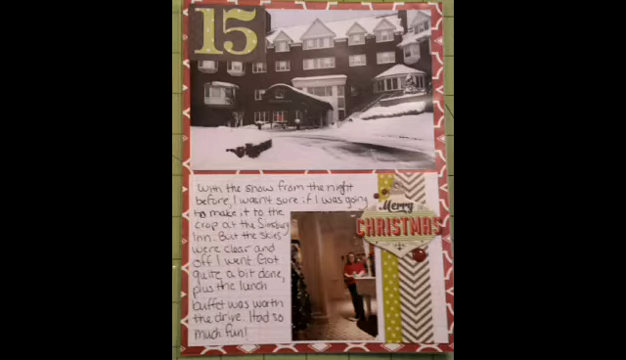 15
With the snow from the night
before, I wasn't sure if I was going
to make it to the
crop at the Simsbury
Inn. But the skies
were clear and
off I went. Got
quite a bit done,
plus the lunch
buffet was worth
the drive. Had so
much fun!
Merry
CHRISTMAS